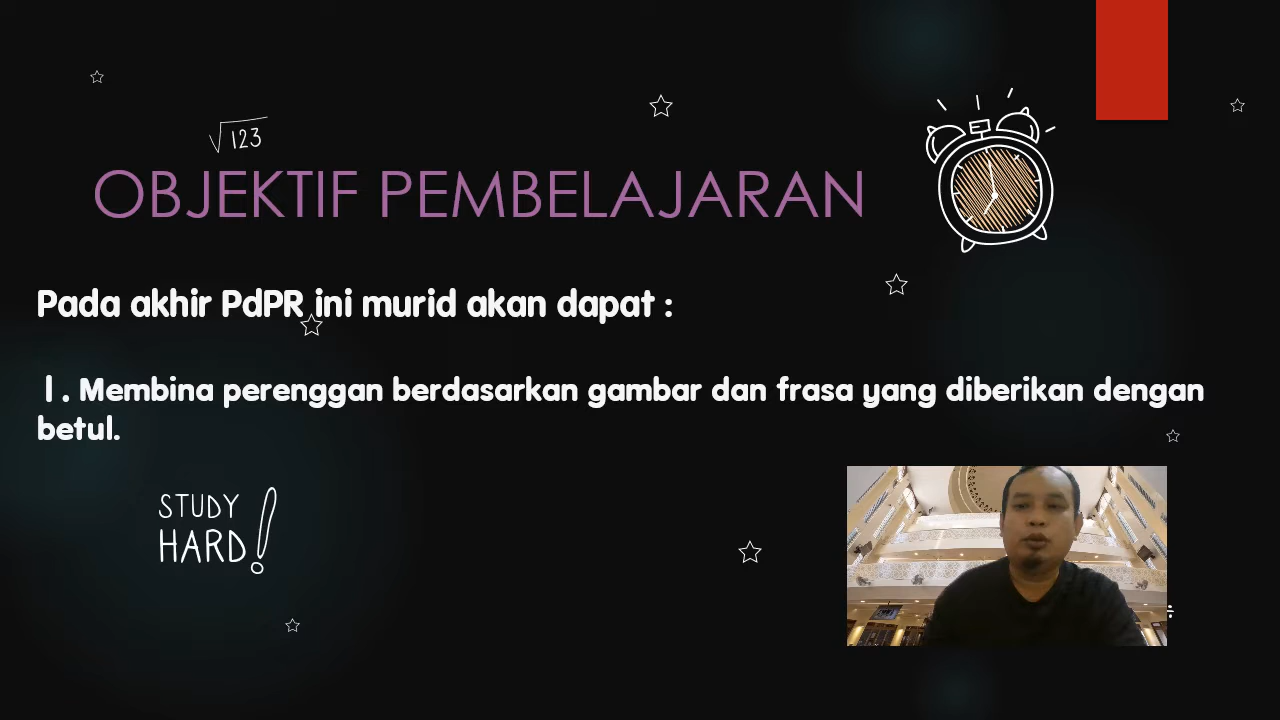 √123
OBJEKTIF PEMBELAJARAN
Pada akhir PdPR ini murid akan dapat :
1. Membina perenggan berdasarkan gambar dan frasa yang diberikan dengan
betul.
STUDY
HARD!
÷